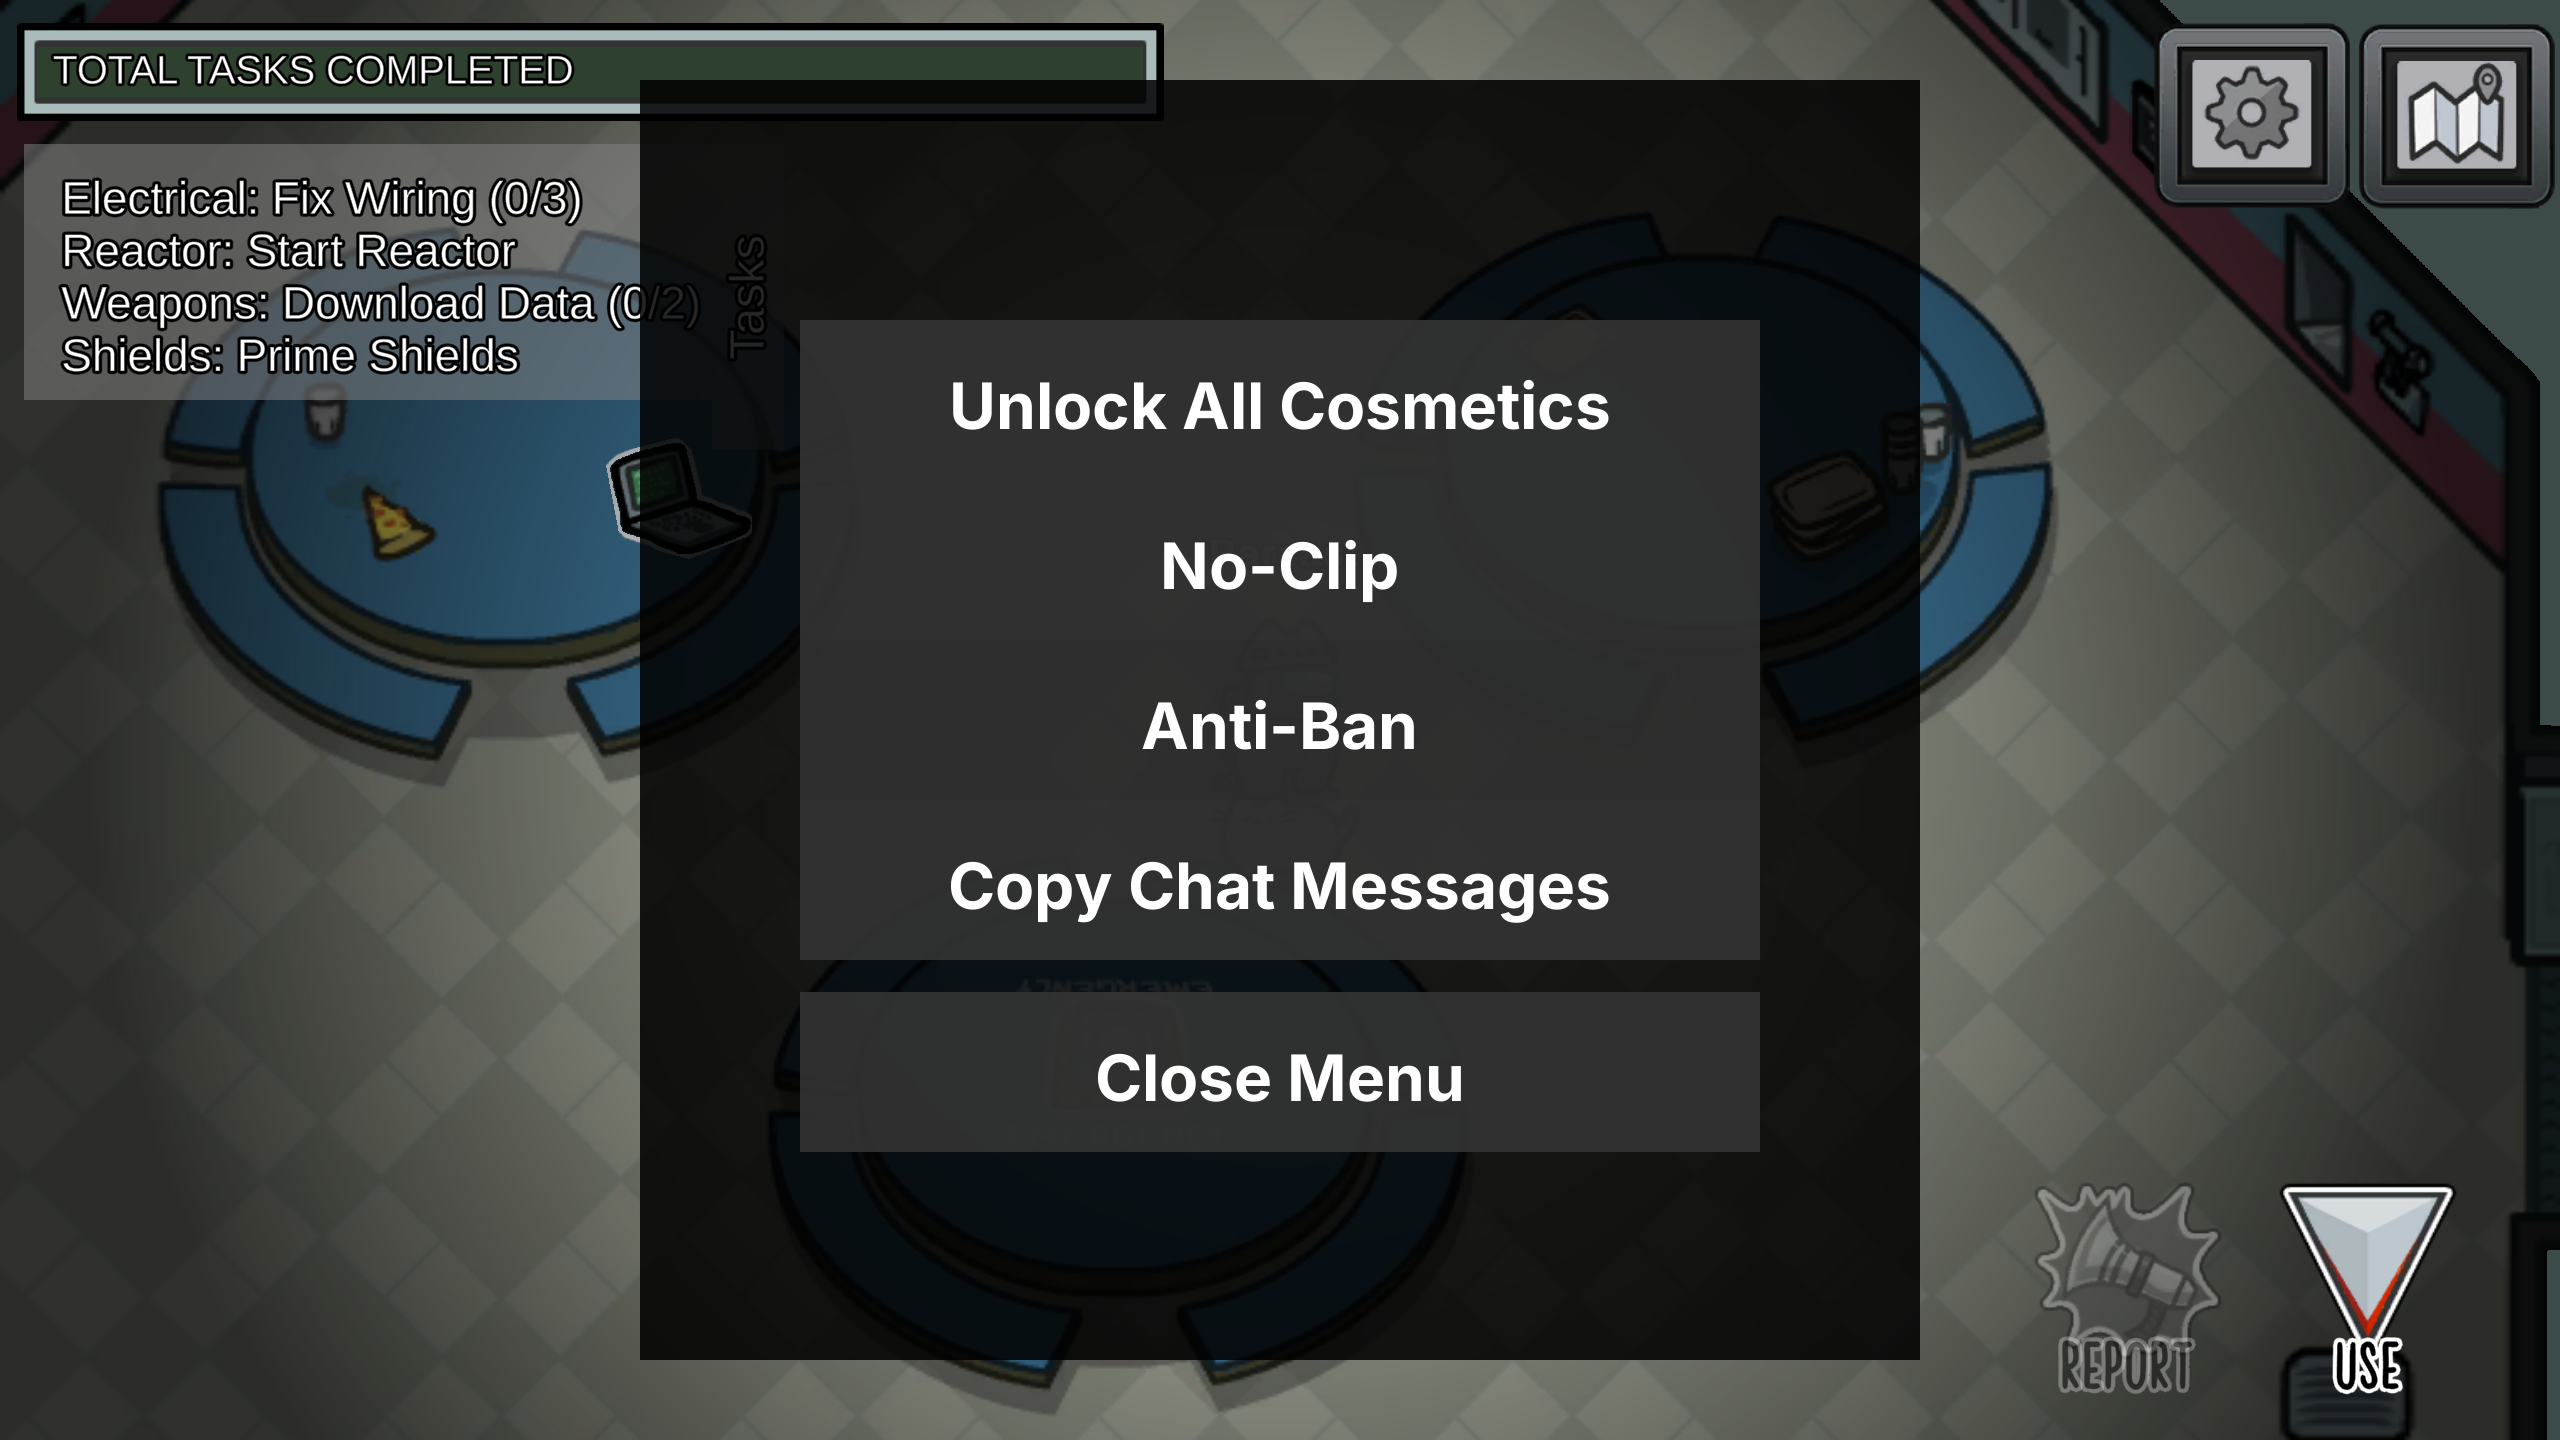 TOTAL TASKS COMPLETED
Electrical: Fix Wiring (0/3)
Reactor: Start Reactor
Weapons: Download Data (0/2)
Shields: Prime Shields
Tasks
Unlock All Cosmetics
No-Clip
Anti-Ban
Copy Chat Messages
EMERGENCY
Close Menu
REPORT
USE